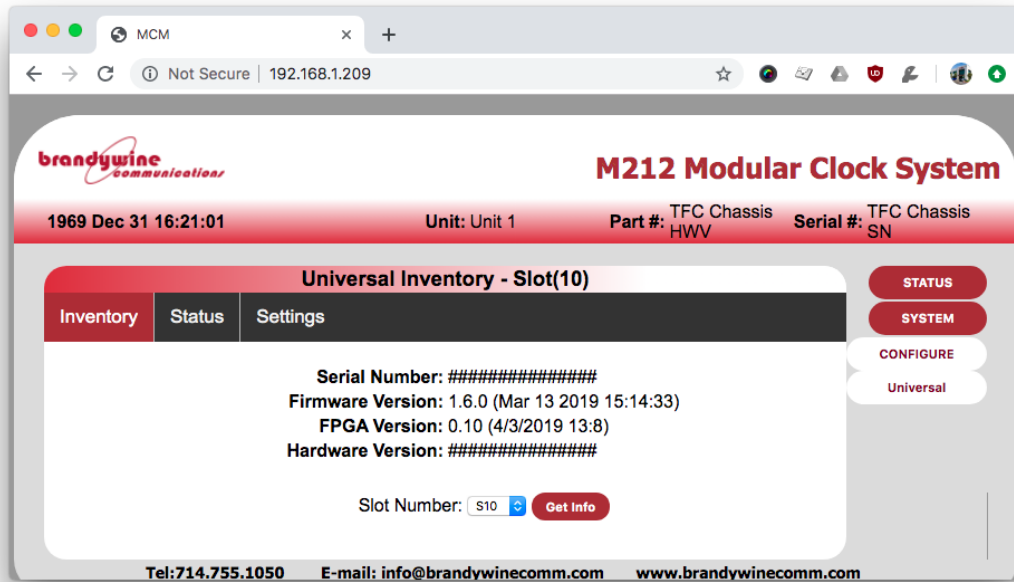 MCM
Not Secure | 192.168.1.209
brandywine
communications
M212 Modular Clock System
1969 Dec 31 16:21:01 Unit: Unit 1 Part #: TFC Chassis HWV Serial #: TFC Chassis SN
Universal Inventory - Slot(10)
Inventory Status Settings
STATUS
SYSTEM
CONFIGURE
Universal
Serial Number: ###############
Firmware Version: 1.6.0 (Mar 13 2019 15:14:33)
FPGA Version: 0.10 (4/3/2019 13:8)
Hardware Version: ###############
Slot Number: S10 Get Info
Tel:714.755.1050 E-mail: info@brandywinecomm.com www.brandywinecomm.com